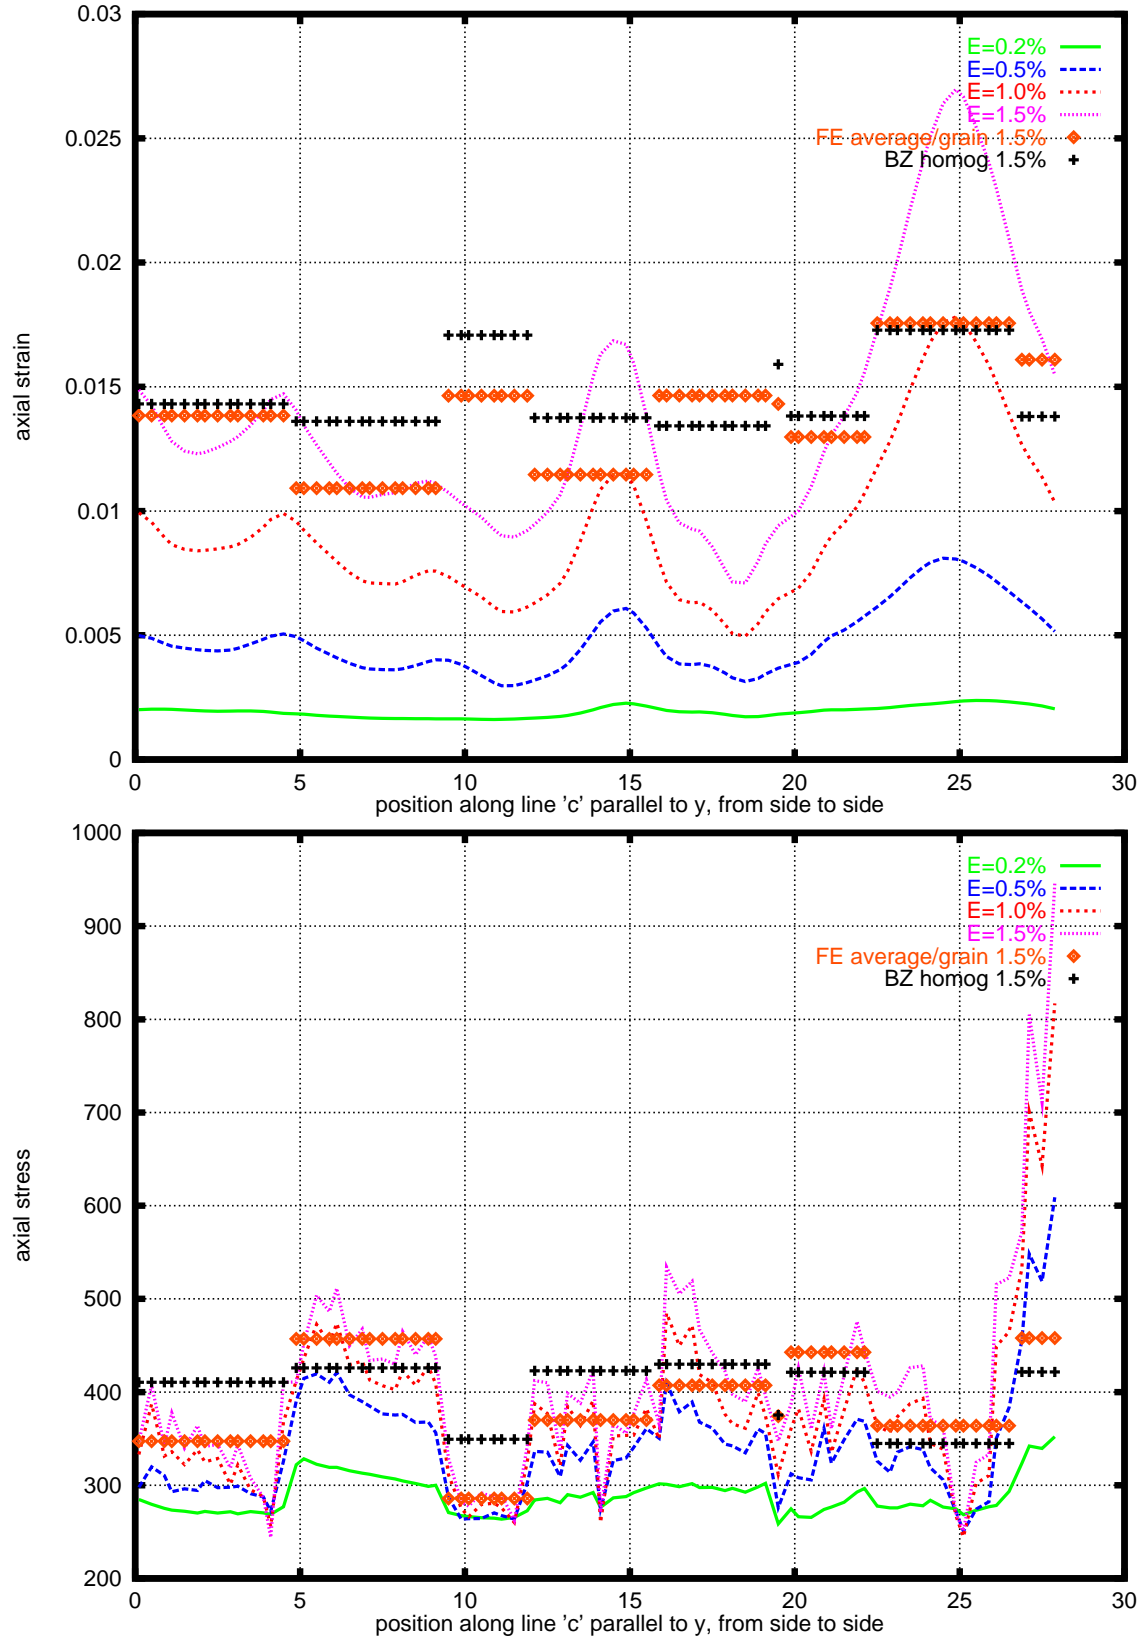 0.03
0.025
0.02
0.015
0.01
0.005
0
axial strain
E=0.2%
E=0.5%
E=1.0%
E=1.5%
FE average/grain 1.5%
BZ homog 1.5%
0 5 10 15 20 25 30
position along line 'c' parallel to y, from side to side
1000
900
800
700
600
500
400
300
200
axial stress
E=0.2%
E=0.5%
E=1.0%
E=1.5%
FE average/grain 1.5%
BZ homog 1.5%
0 5 10 15 20 25 30
position along line 'c' parallel to y, from side to side